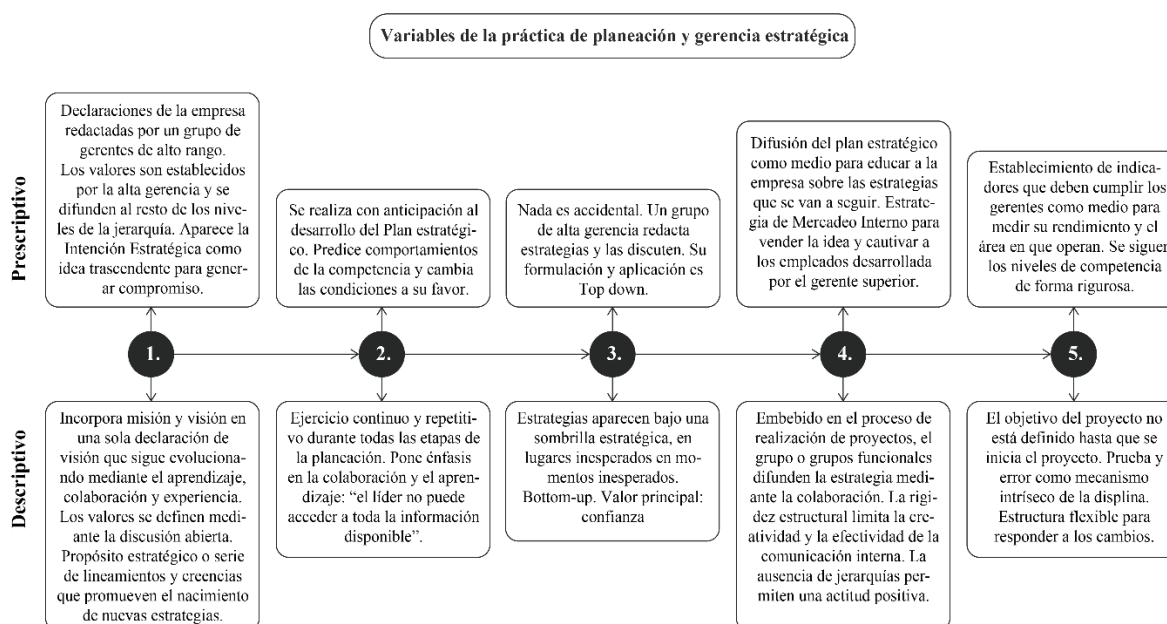 Variables de la práctica de planeación y gerencia estratégica
Prescriptivo
Declaraciones de la empresa
redactadas por un grupo de
gerentes de alto rango.
Los valores son establecidos
por la alta gerencia y se
difunden al resto de los nive-
les de la jerarquía. Aparece la
Intención Estratégica como
idea trascendente para gener-
ar compromiso.
Se realiza con anticipación al
desarrollo del Plan estratégi-
co. Predice comportamientos
de la competencia y cambia
las condiciones a su favor.
Nada es accidental. Un grupo
de alta gerencia redacta
estrategias y las discuten. Su
formulación y aplicación es
Top down.
Difusión del plan estratégico
como medio para educar a la
empresa sobre las estrategias
que se van a seguir. Estrate-
gia de Mercadeo Interno para
vender la idea y cautivar a
los empleados desarrollada
por el gerente superior.
Establecimiento de indica-
dores que deben cumplir los
gerentes como medio para
medir su rendimiento y el
área en que operan. Se siguen
los niveles de competencia
de forma rigurosa.
1.
2.
3.
4.
5.
Descriptivo
Incorpora misión y visión en
una sola declaración de
visión que sigue evolucion-
ando mediante el aprendizaje,
colaboración y experiencia.
Los valores se definen medi-
ante la discusión abierta.
Propósito estratégico o serie
de lineamientos y creencias
que promueven el nacimiento
de nuevas estrategias.
Ejercicio continuo y repetiti-
vo durante todas las etapas de
la planeación. Pone énfasis
en la colaboración y el apren-
dizaje: “el líder no puede
acceder a toda la información
disponible”.
Estrategias aparecen bajo una
sombrilla estratégica, en
lugares inesperados en mo-
mentos inesperados.
Bottom-up. Valor principal:
confianza
Embebido en el proceso de
realización de proyectos, el
grupo o grupos funcionales
difunden la estrategia medi-
ante la colaboración. La rigi-
dez estructural limita la cre-
atividad y la efectividad de la
comunicación interna. La
ausencia de jerarquías per-
miten una actitud positiva.
El objetivo del proyecto no
está definido hasta que se
inicia el proyecto. Prueba y
error como mecanismo
intríseco de la displina.
Estructura flexible para
responder a los cambios.